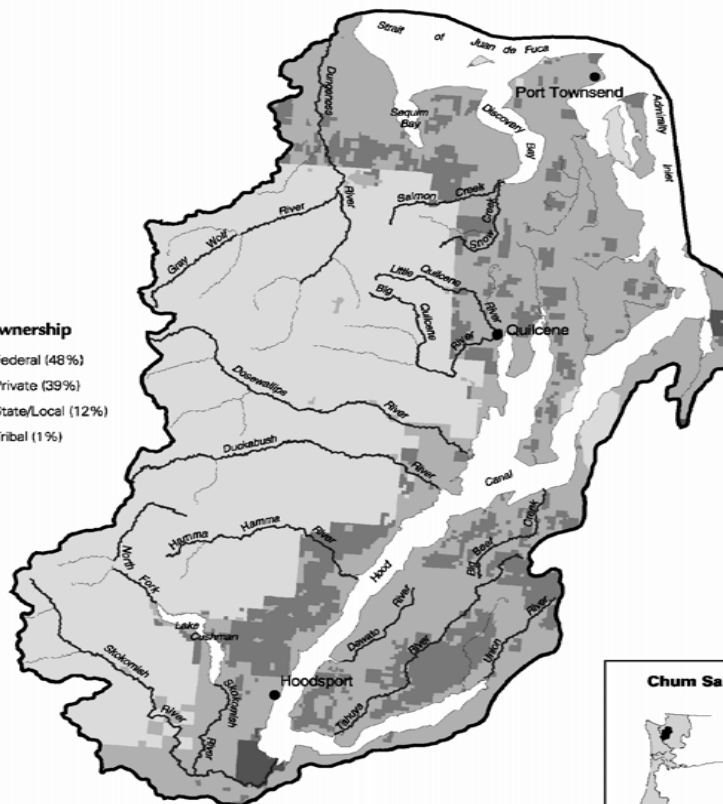 Strait of Juan de Fuca
Port Townsend
Admiralty Inlet
Dungeness River
Sequim Bay
Discovery Bay
Salmon Creek
Snow Creek
Gray Wolf River
Little Quilcene River
Big Quilcene River
Quilcene
wnership
ederal (48%)
rivate (39%)
tate/Local (12%)
ribal (1%)
Dosewallips River
Duckabush River
Hood Canal
Hamma Hamma River
Big Beef Creek
North Fork Skokomish River
Lake Cushman
Skokomish River
Dewato River
Tahuya River
Union River
Hoodsport
Chum Sa